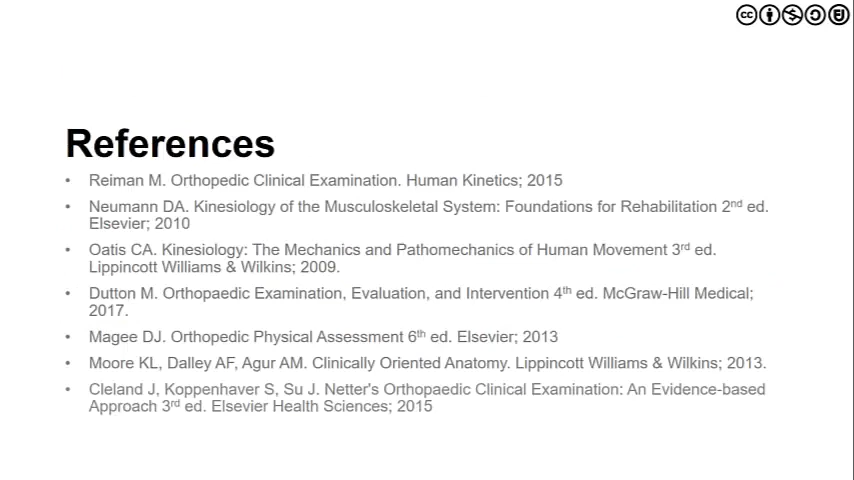 References
• Reiman M. Orthopedic Clinical Examination. Human Kinetics; 2015
• Neumann DA. Kinesiology of the Musculoskeletal System: Foundations for Rehabilitation 2nd ed.
Elsevier; 2010
• Oatis CA. Kinesiology: The Mechanics and Pathomechanics of Human Movement 3rd ed.
Lippincott Williams & Wilkins; 2009.
• Dutton M. Orthopaedic Examination, Evaluation, and Intervention 4th ed. McGraw-Hill Medical;
2017.
• Magee DJ. Orthopedic Physical Assessment 6th ed. Elsevier; 2013
• Moore KL, Dalley AF, Agur AM. Clinically Oriented Anatomy. Lippincott Williams & Wilkins; 2013.
• Cleland J, Koppenhaver S, Su J. Netter's Orthopaedic Clinical Examination: An Evidence-based
Approach 3rd ed. Elsevier Health Sciences; 2015